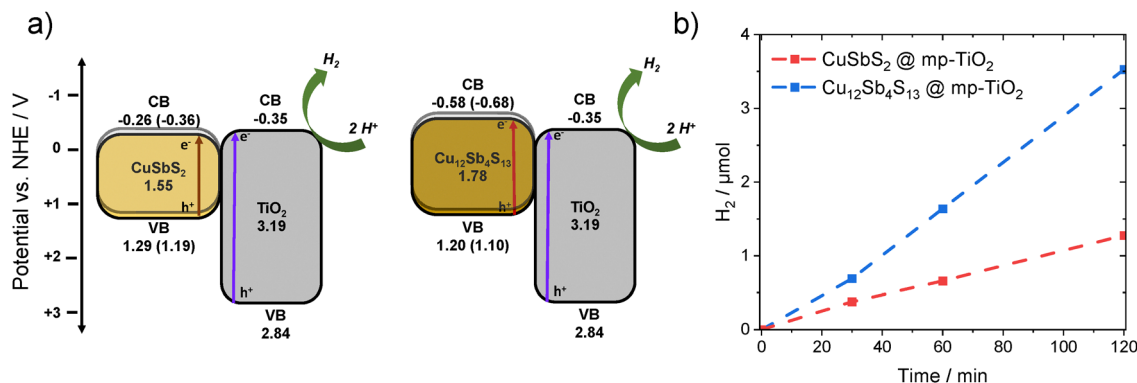 a)
Potential vs. NHE / V
-1
0
+1
+2
+3
CB
-0.26 (-0.36)
e-
CuSbS2
1.55
h+
VB
1.29 (1.19)
CB
-0.35
e-
TiO2
3.19
h+
VB
2.84
H2
2 H+
CB
-0.58 (-0.68)
e-
Cu12Sb4S13
1.78
h+
VB
1.20 (1.10)
CB
-0.35
e-
TiO2
3.19
h+
VB
2.84
H2
2 H+
b)
CuSbS2 @ mp-TiO2
Cu12Sb4S13 @ mp-TiO2
H2 / µmol
4
3
2
1
0
0 20 40 60 80 100 120
Time / min